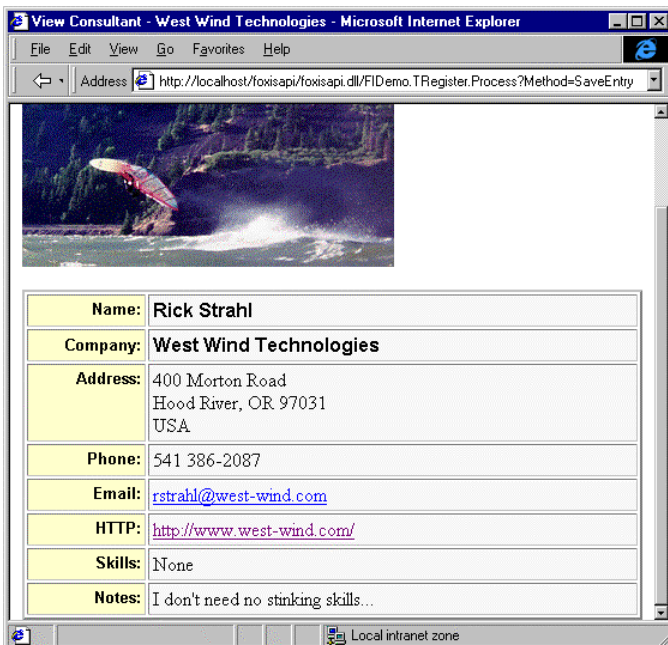 View Consultant - West Wind Technologies - Microsoft Internet Explorer
File Edit View Go Favorites Help
Address http://localhost/foxisapi/foxisapi.dll/FIDemo.TRegister.Process?Method=SaveEntry
Name: Rick Strahl
Company: West Wind Technologies
Address: 400 Morton Road
Hood River, OR 97031
USA
Phone: 541 386-2087
Email: rstrahl@west-wind.com
HTTP: http://www.west-wind.com/
Skills: None
Notes: I don't need no stinking skills...
Local intranet zone